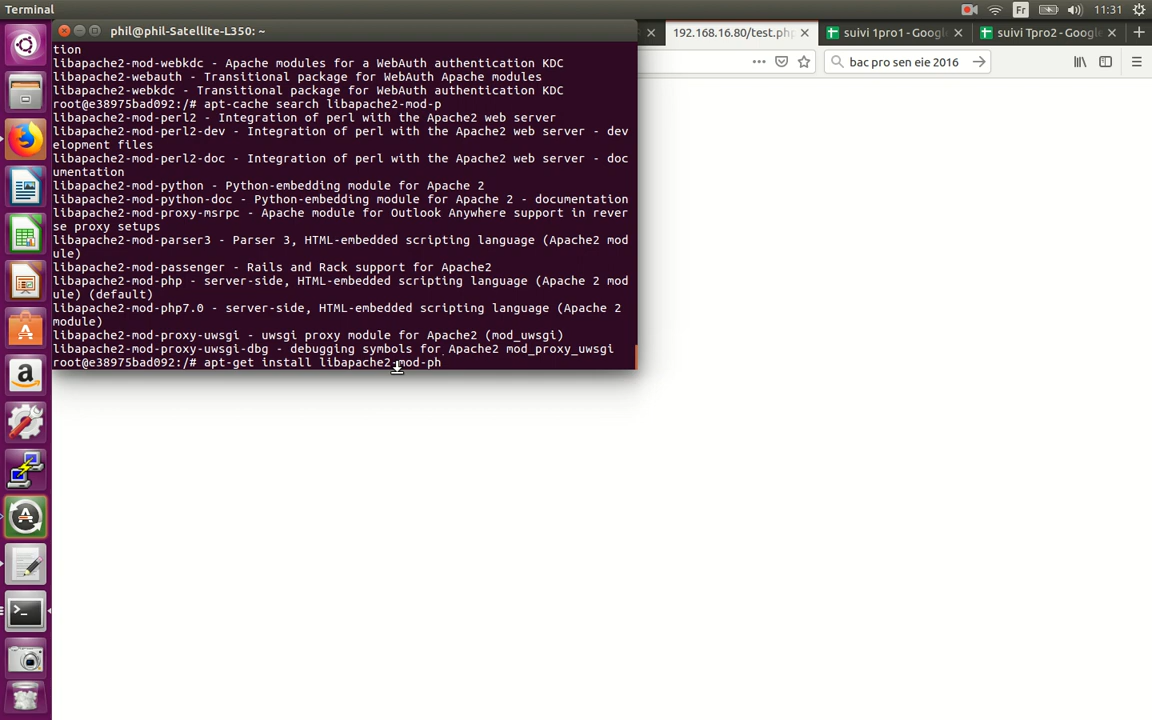 Terminal
Fr
11:31
phil@phil-Satellite-L350: ~
192.168.16.80/test.php
suivi 1pro1 - Google
suivi Tpro2 - Google
bac pro sen eie 2016
tion
libapache2-mod-webkdc - Apache modules for a WebAuth authentication KDC
libapache2-webauth - Transitional package for WebAuth Apache modules
libapache2-webkdc - Transitional package for WebAuth authentication KDC
root@e38975bad092:/# apt-cache search libapache2-mod-p
libapache2-mod-perl2 - Integration of perl with the Apache2 web server
libapache2-mod-perl2-dev - Integration of perl with the Apache2 web server - dev
elopment files
libapache2-mod-perl2-doc - Integration of perl with the Apache2 web server - doc
umentation
libapache2-mod-python - Python-embedding module for Apache 2
libapache2-mod-python-doc - Python-embedding module for Apache 2 - documentation
libapache2-mod-proxy-msrpc - Apache module for Outlook Anywhere support in rever
se proxy setups
libapache2-mod-parser3 - Parser 3, HTML-embedded scripting language (Apache2 mod
ule)
libapache2-mod-passenger - Rails and Rack support for Apache2
libapache2-mod-php - server-side, HTML-embedded scripting language (Apache 2 mod
ule) (default)
libapache2-mod-php7.0 - server-side, HTML-embedded scripting language (Apache 2
module)
libapache2-mod-proxy-uwsgi - uwsgi proxy module for Apache2 (mod_uwsgi)
libapache2-mod-proxy-uwsgi-dbg - debugging symbols for Apache2 mod_proxy_uwsgi
root@e38975bad092:/# apt-get install libapache2-mod-ph